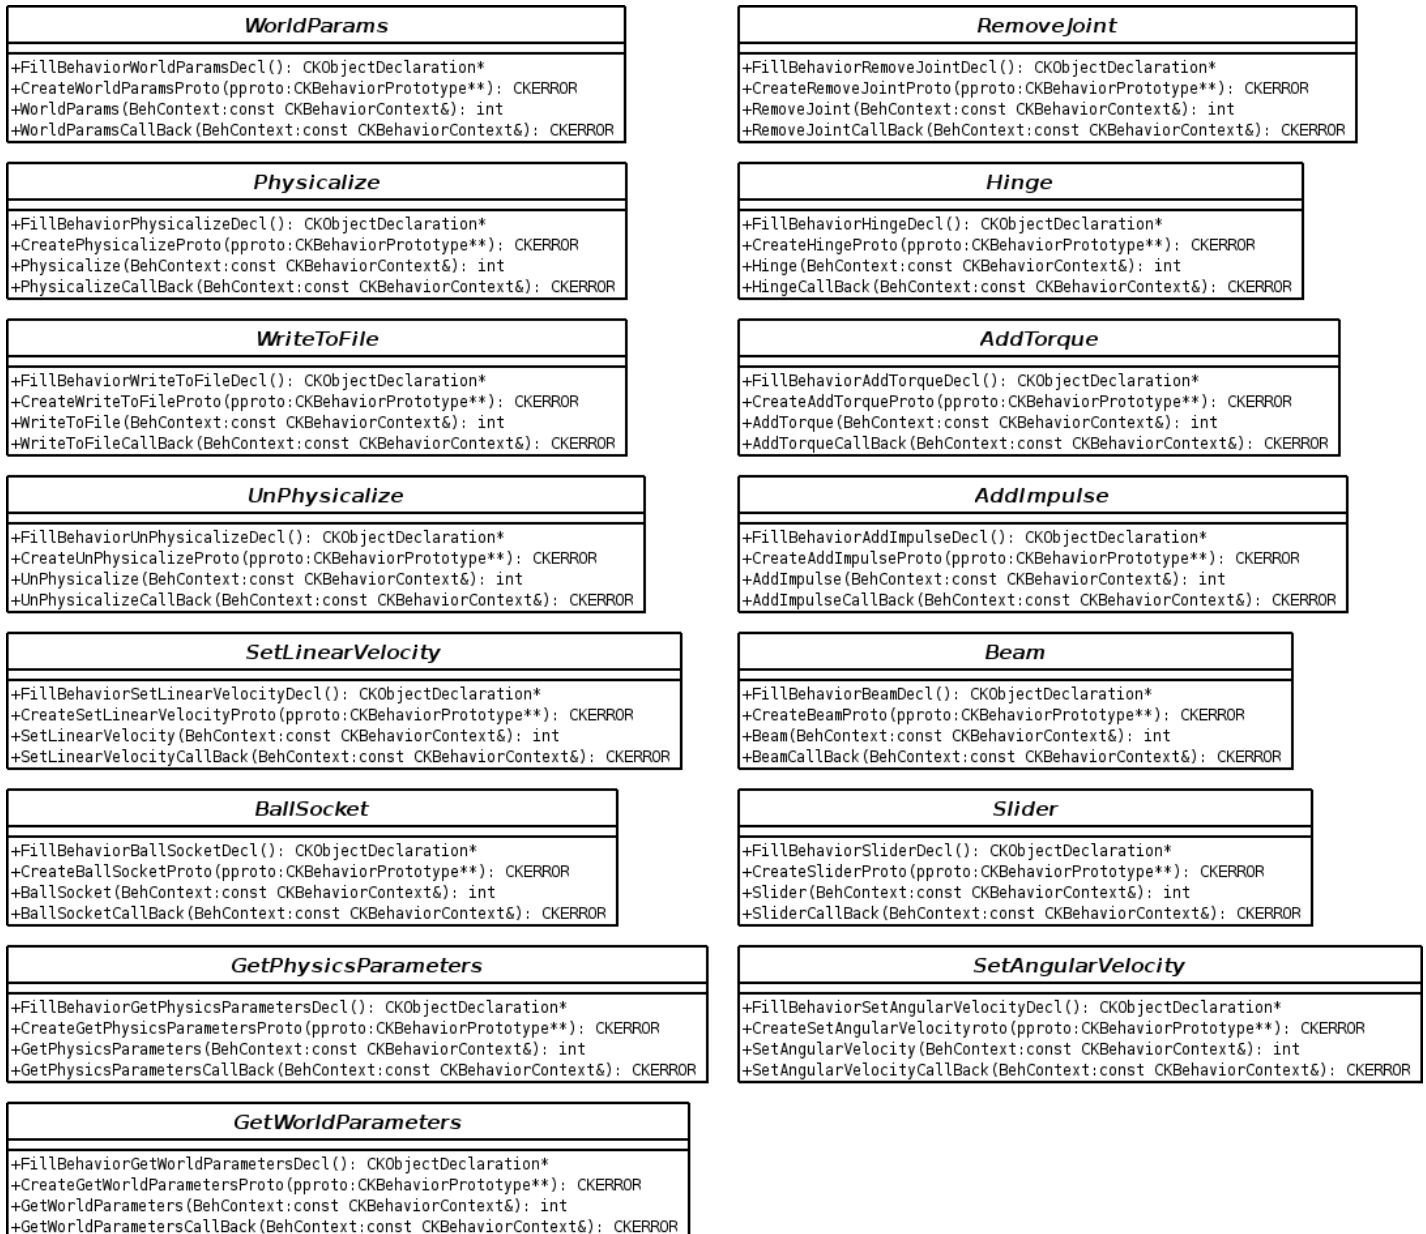 WorldParams
+FillBehaviorWorldParamsDecl(): CKObjectDeclaration*
+CreateWorldParamsProto(pproto:CKBehaviorPrototype**): CKERROR
+WorldParams(BehContext:const CKBehaviorContext&): int
+WorldParamsCallBack(BehContext:const CKBehaviorContext&): CKERROR
Physicalize
+FillBehaviorPhysicalizeDecl(): CKObjectDeclaration*
+CreatePhysicalizeProto(pproto:CKBehaviorPrototype**): CKERROR
+Physicalize(BehContext:const CKBehaviorContext&): int
+PhysicalizeCallBack(BehContext:const CKBehaviorContext&): CKERROR
WriteToFile
+FillBehaviorWriteToFileDecl(): CKObjectDeclaration*
+CreateWriteToFileProto(pproto:CKBehaviorPrototype**): CKERROR
+WriteToFile(BehContext:const CKBehaviorContext&): int
+WriteToFileCallBack(BehContext:const CKBehaviorContext&): CKERROR
UnPhysicalize
+FillBehaviorUnPhysicalizeDecl(): CKObjectDeclaration*
+CreateUnPhysicalizeProto(pproto:CKBehaviorPrototype**): CKERROR
+UnPhysicalize(BehContext:const CKBehaviorContext&): int
+UnPhysicalizeCallBack(BehContext:const CKBehaviorContext&): CKERROR
SetLinearVelocity
+FillBehaviorSetLinearVelocityDecl(): CKObjectDeclaration*
+CreateSetLinearVelocityProto(pproto:CKBehaviorPrototype**): CKERROR
+SetLinearVelocity(BehContext:const CKBehaviorContext&): int
+SetLinearVelocityCallBack(BehContext:const CKBehaviorContext&): CKERROR
BallSocket
+FillBehaviorBallSocketDecl(): CKObjectDeclaration*
+CreateBallSocketProto(pproto:CKBehaviorPrototype**): CKERROR
+BallSocket(BehContext:const CKBehaviorContext&): int
+BallSocketCallBack(BehContext:const CKBehaviorContext&): CKERROR
GetPhysicsParameters
+FillBehaviorGetPhysicsParametersDecl(): CKObjectDeclaration*
+CreateGetPhysicsParametersProto(pproto:CKBehaviorPrototype**): CKERROR
+GetPhysicsParameters(BehContext:const CKBehaviorContext&): int
+GetPhysicsParametersCallBack(BehContext:const CKBehaviorContext&): CKERROR
GetWorldParameters
+FillBehaviorGetWorldParametersDecl(): CKObjectDeclaration*
+CreateGetWorldParametersProto(pproto:CKBehaviorPrototype**): CKERROR
+GetWorldParameters(BehContext:const CKBehaviorContext&): int
+GetWorldParametersCallBack(BehContext:const CKBehaviorContext&): CKERROR
RemoveJoint
+FillBehaviorRemoveJointDecl(): CKObjectDeclaration*
+CreateRemoveJointProto(pproto:CKBehaviorPrototype**): CKERROR
+RemoveJoint(BehContext:const CKBehaviorContext&): int
+RemoveJointCallBack(BehContext:const CKBehaviorContext&): CKERROR
Hinge
+FillBehaviorHingeDecl(): CKObjectDeclaration*
+CreateHingeProto(pproto:CKBehaviorPrototype**): CKERROR
+Hinge(BehContext:const CKBehaviorContext&): int
+HingeCallBack(BehContext:const CKBehaviorContext&): CKERROR
AddTorque
+FillBehaviorAddTorqueDecl(): CKObjectDeclaration*
+CreateAddTorqueProto(pproto:CKBehaviorPrototype**): CKERROR
+AddTorque(BehContext:const CKBehaviorContext&): int
+AddTorqueCallBack(BehContext:const CKBehaviorContext&): CKERROR
AddImpulse
+FillBehaviorAddImpulseDecl(): CKObjectDeclaration*
+CreateAddImpulseProto(pproto:CKBehaviorPrototype**): CKERROR
+AddImpulse(BehContext:const CKBehaviorContext&): int
+AddImpulseCallBack(BehContext:const CKBehaviorContext&): CKERROR
Beam
+FillBehaviorBeamDecl(): CKObjectDeclaration*
+CreateBeamProto(pproto:CKBehaviorPrototype**): CKERROR
+Beam(BehContext:const CKBehaviorContext&): int
+BeamCallBack(BehContext:const CKBehaviorContext&): CKERROR
Slider
+FillBehaviorSliderDecl(): CKObjectDeclaration*
+CreateSliderProto(pproto:CKBehaviorPrototype**): CKERROR
+Slider(BehContext:const CKBehaviorContext&): int
+SliderCallBack(BehContext:const CKBehaviorContext&): CKERROR
SetAngularVelocity
+FillBehaviorSetAngularVelocityDecl(): CKObjectDeclaration*
+CreateSetAngularVelocityroto(pproto:CKBehaviorPrototype**): CKERROR
+SetAngularVelocity(BehContext:const CKBehaviorContext&): int
+SetAngularVelocityCallBack(BehContext:const CKBehaviorContext&): CKERROR